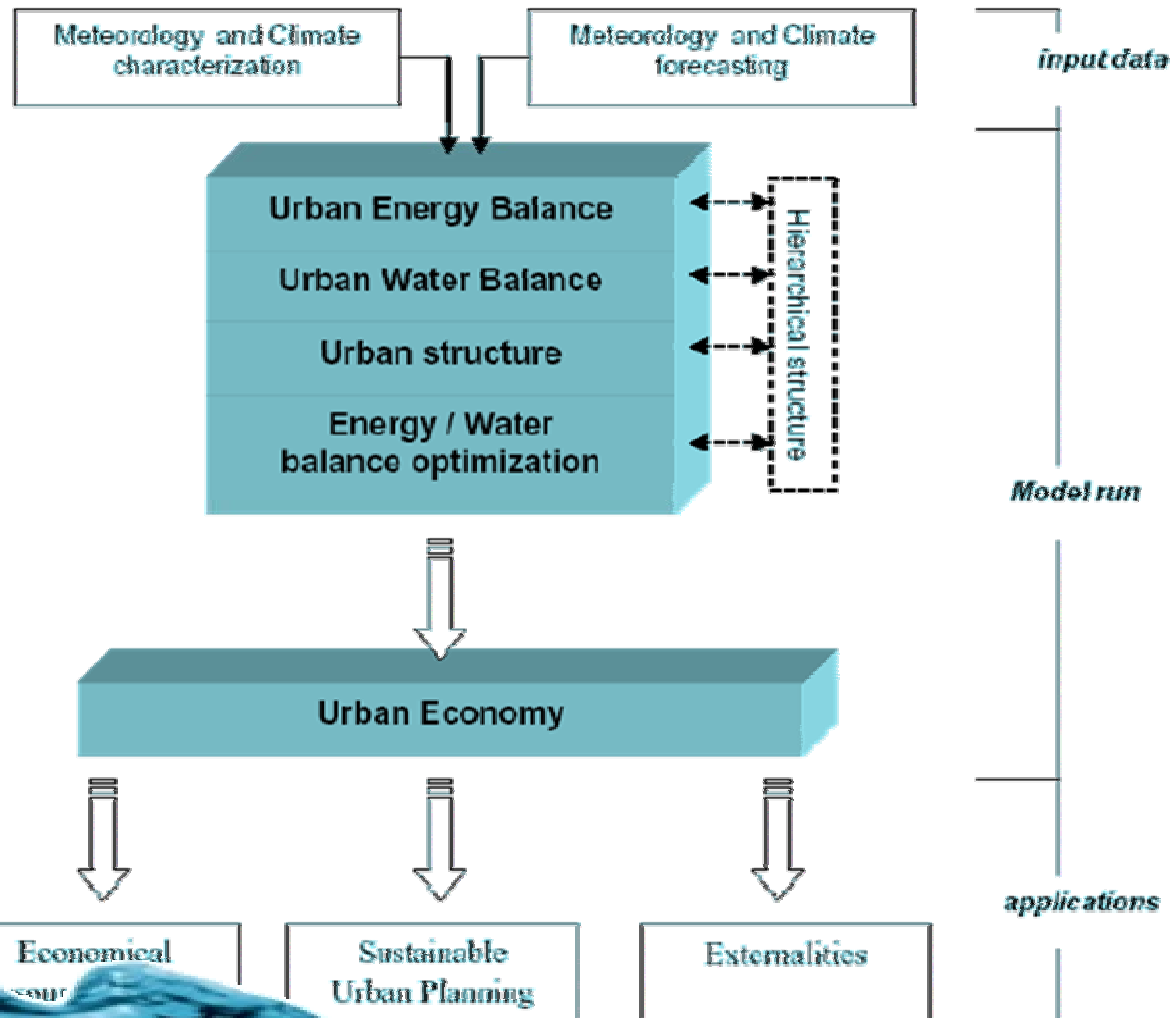 Meteorology and Climate
characterization
Meteorology and Climate
forecasting
input data
Urban Energy Balance
Urban Water Balance
Urban structure
Energy / Water
balance optimization
Hierarchical structure
Model run
Urban Economy
applications
Economical
Sustainable
Urban Planning
Externalities